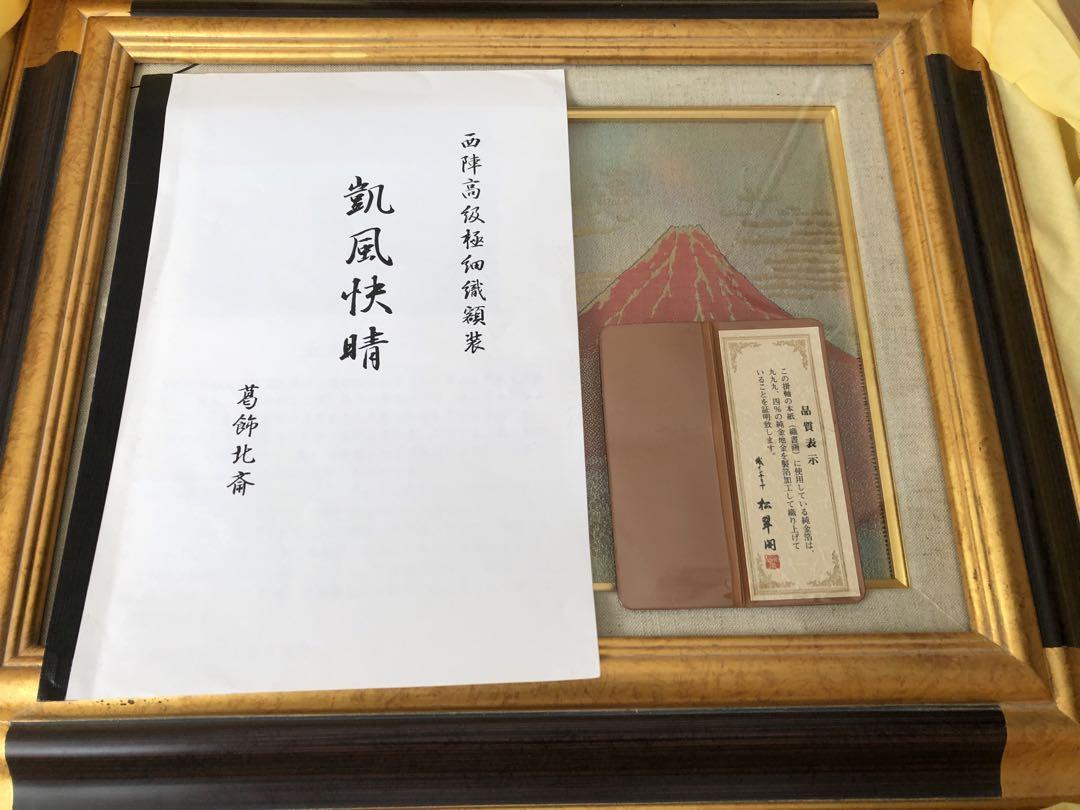 西陣高級極細織額装
凱風快晴
葛飾北斎
品質表示
この掛軸の本紙（織書画）に使用している純金箔は、
九九九、四％の純金地金を製箔加工して織り上げて
いることを証明致します。
松翠閣